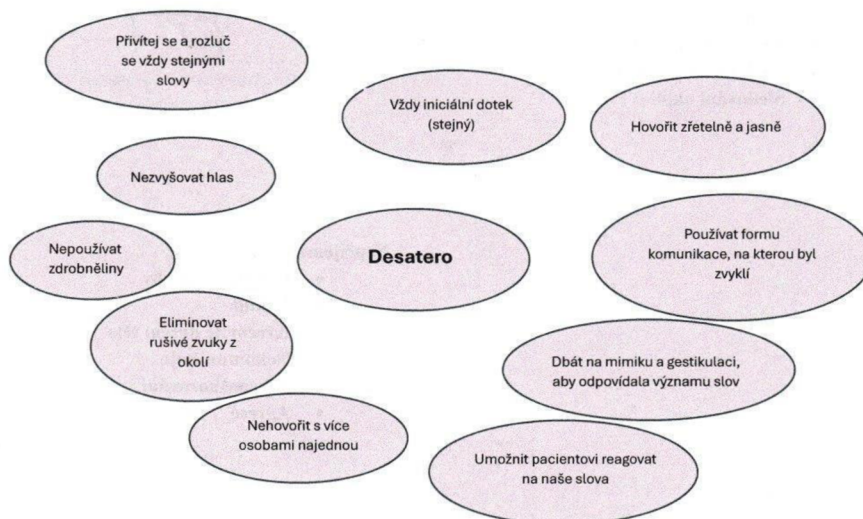 Přivítej se a rozluč
se vždy stejnými
slovy
Vždy iniciální dotek
(stejný)
Hovořit zřetelně a jasně
Nezvyšovat hlas
Nepoužívat
zdrobněliny
Desatero
Používat formu
komunikace, na kterou byl
zvyklí
Eliminovat
rušivé zvuky z
okolí
Dbát na mimiku a gestikulaci,
aby odpovídala významu slov
Nehovořit s více
osobami najednou
Umožnit pacientovi reagovat
na naše slova